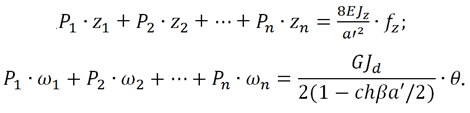 P₁ · z₁ + P₂ · z₂ + ⋯ + Pₙ · zₙ = 8EJ_z / a′² · f_z;
P₁ · ω₁ + P₂ · ω₂ + ⋯ + Pₙ · ωₙ = GJ_d / 2(1 − chβa′/2) · θ.